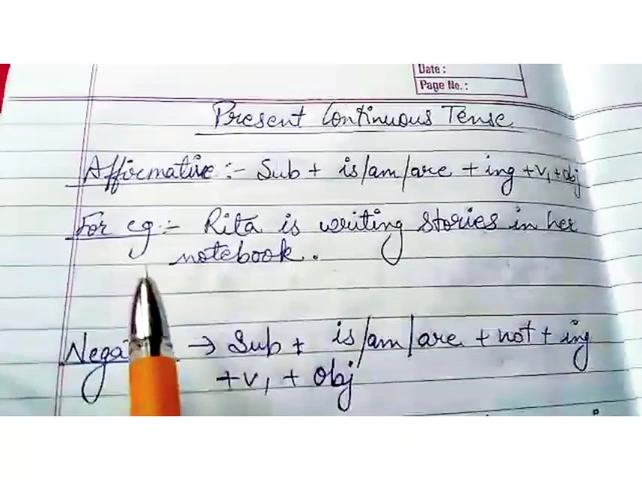 Date :
Page No. :
Present Continuous Tense
Affirmative :- Sub + is/am/are + ing + v1 + obj
For eg :- Rita is writing stories in her
notebook.
→ Sub + is/am/are + not + ing
+ v1 + obj